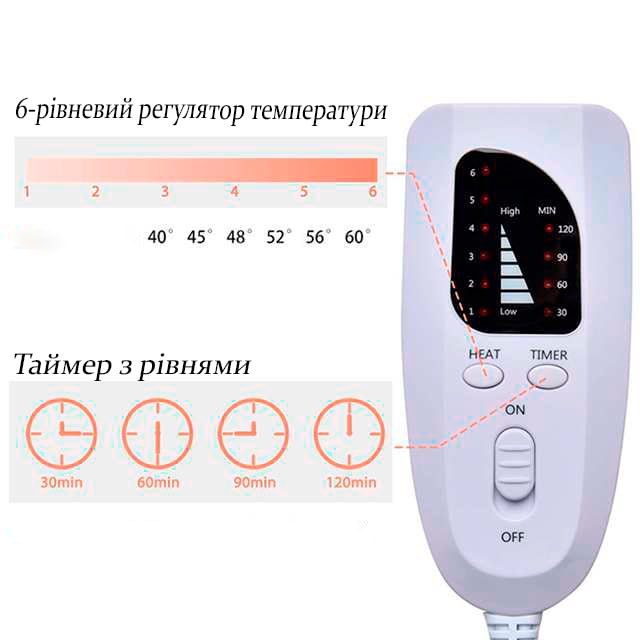 6-рівневий регулятор температури
1 2 3 4 5 6
40° 45° 48° 52° 56° 60°
Таймер з рівнями
30min 60min 90min 120min
6
5
4 High MIN 120
3 90
2 60
1 Low 30
HEAT TIMER
ON
OFF